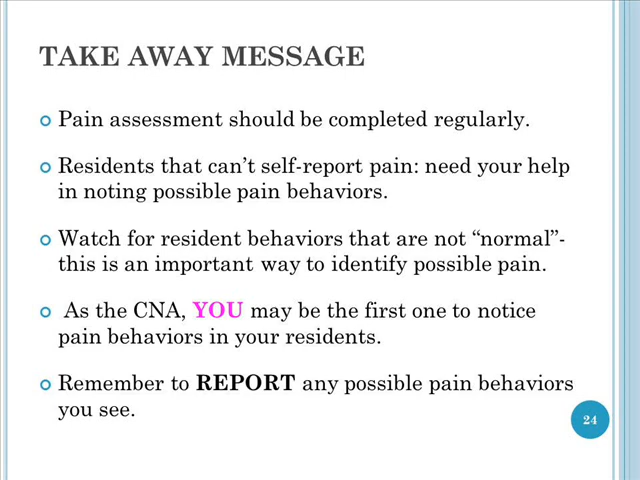 TAKE AWAY MESSAGE
Pain assessment should be completed regularly.
Residents that can’t self-report pain: need your help
in noting possible pain behaviors.
Watch for resident behaviors that are not “normal”-
this is an important way to identify possible pain.
As the CNA, YOU may be the first one to notice
pain behaviors in your residents.
Remember to REPORT any possible pain behaviors
you see.
24